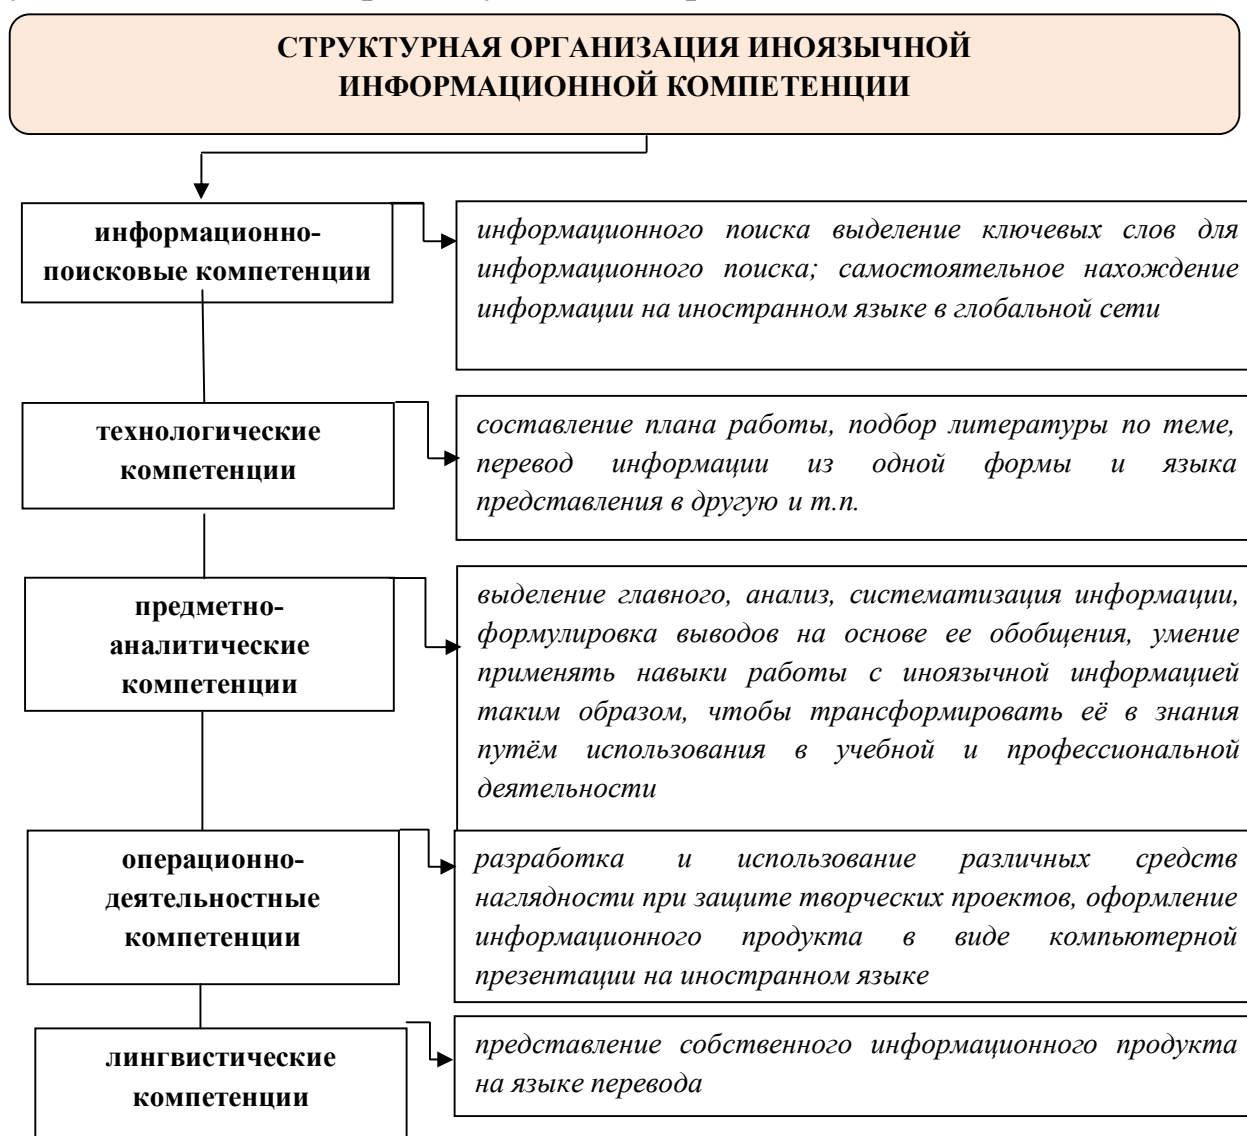 СТРУКТУРНАЯ ОРГАНИЗАЦИЯ ИНОЯЗЫЧНОЙ
ИНФОРМАЦИОННОЙ КОМПЕТЕНЦИИ
информационно-
поисковые компетенции
информационного поиска выделение ключевых слов для
информационного поиска; самостоятельное нахождение
информации на иностранном языке в глобальной сети
технологические
компетенции
составление плана работы, подбор литературы по теме,
перевод информации из одной формы и языка
представления в другую и т.п.
предметно-
аналитические
компетенции
выделение главного, анализ, систематизация информации,
формулировка выводов на основе ее обобщения, умение
применять навыки работы с иноязычной информацией
таким образом, чтобы трансформировать её в знания
путём использования в учебной и профессиональной
деятельности
операционно-
деятельностные
компетенции
разработка и использование различных средств
наглядности при защите творческих проектов, оформление
информационного продукта в виде компьютерной
презентации на иностранном языке
лингвистические
компетенции
представление собственного информационного продукта
на языке перевода